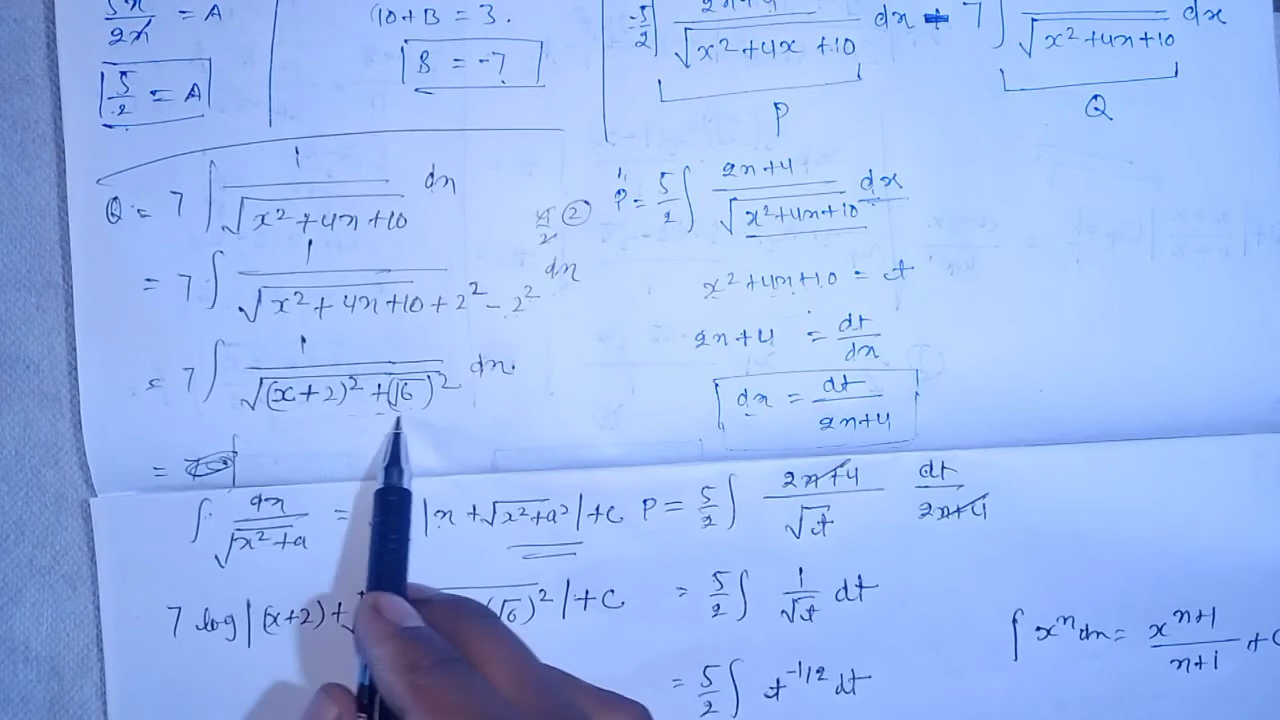 5x/2x = A
5/2 = A
10 + B = 3.
B = -7
5/2 ∫ 2x+4/√x²+4x+10 dx - 7 ∫ /√x²+4x+10 dx
P
Q
Q = 7 ∫ 1/√x²+4x+10 dx
= 7 ∫ 1/√x²+4x+10+2²-2² dx
= 7 ∫ 1/√(x+2)²+(√6)² dx.
=
∫ dx/√x²+a = |x+√x²+a²|+c
7 log|(x+2)+√ (√6)²|+c
②
P = 5/2 ∫ 2x+4/√x²+4x+10 dx
x²+4x+10 = t
2x+4 = dt/dx
dx = dt/2x+4
P = 5/2 ∫ 2x+4/√t dt/2x+4
= 5/2 ∫ 1/√t dt
= 5/2 ∫ t^-1/2 dt
∫ xⁿ dx = x^n+1/n+1 +